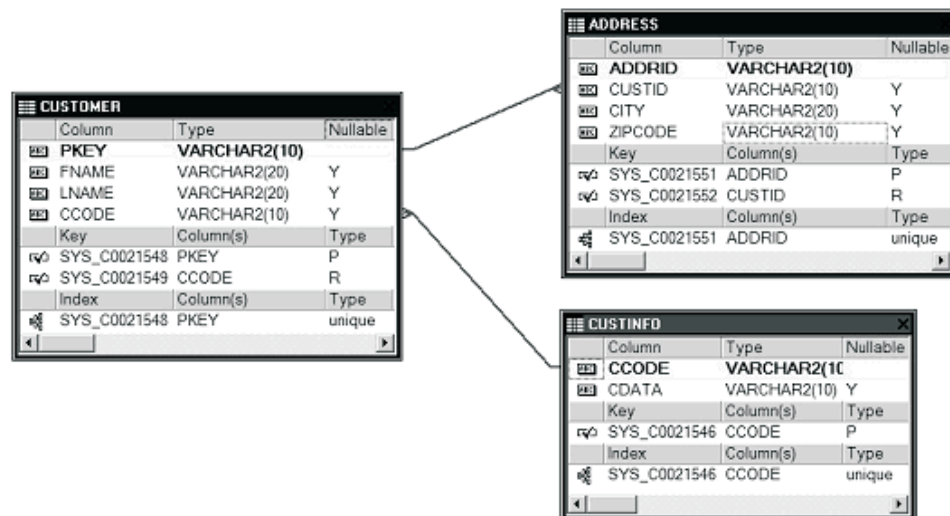 CUSTOMER
Column Type Nullable
PKEY VARCHAR2(10)
FNAME VARCHAR2(20) Y
LNAME VARCHAR2(20) Y
CCODE VARCHAR2(10) Y
Key Column(s) Type
SYS_C0021548 PKEY P
SYS_C0021549 CCODE R
Index Column(s) Type
SYS_C0021548 PKEY unique
ADDRESS
Column Type Nullable
ADDRID VARCHAR2(10)
CUSTID VARCHAR2(10) Y
CITY VARCHAR2(20) Y
ZIPCODE VARCHAR2(10) Y
Key Column(s) Type
SYS_C0021551 ADDRID P
SYS_C0021552 CUSTID R
Index Column(s) Type
SYS_C0021551 ADDRID unique
CUSTINFO
Column Type Nullable
CCODE VARCHAR2(10
CDATA VARCHAR2(10) Y
Key Column(s) Type
SYS_C0021546 CCODE P
Index Column(s) Type
SYS_C0021546 CCODE unique